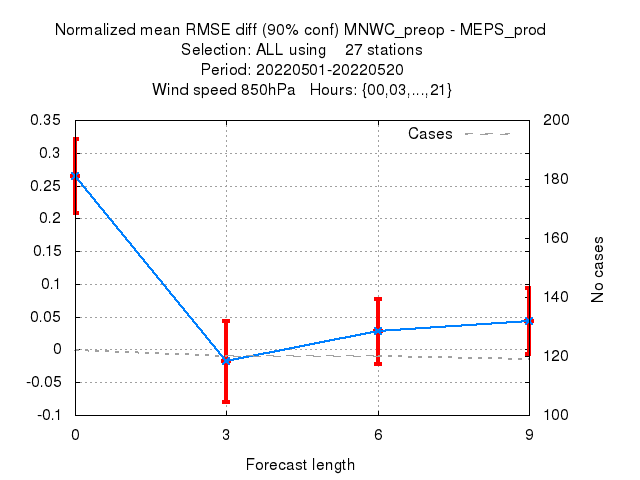 Normalized mean RMSE diff (90% conf) MNWC_preop - MEPS_prod
Selection: ALL using    27 stations
Period: 20220501-20220520
Wind speed 850hPa   Hours: {00,03,...,21}
Cases
0.35
0.3
0.25
0.2
0.15
0.1
0.05
0
-0.05
-0.1
200
180
160
140
120
100
No cases
0 3 6 9
Forecast length